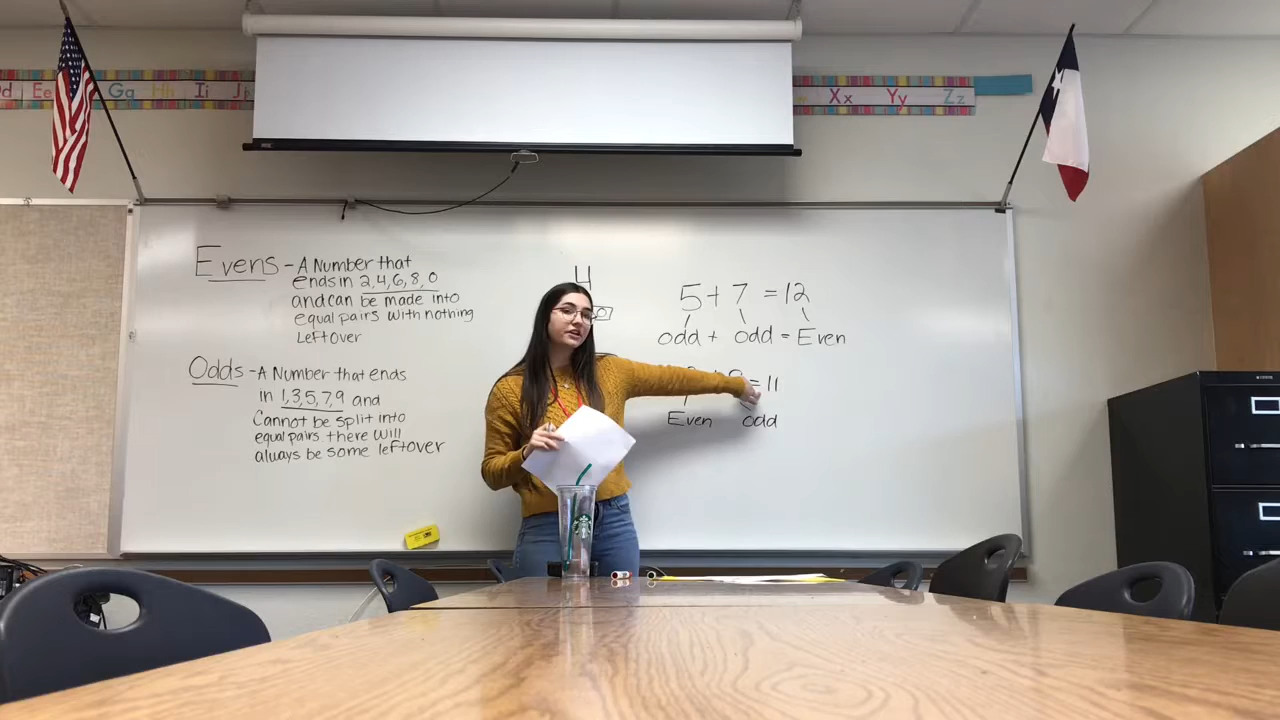 Dd Ee Gg Hh Ii Jj
Xx Yy Zz
Evens - A Number that
ends in 2,4,6,8,0
and can be made into
equal pairs with nothing
Leftover
Odds - A Number that ends
in 1,3,5,7,9 and
Cannot be split into
equal pairs there will
always be some leftover
4
5 + 7 = 12
odd + odd = Even
= 11
Even odd